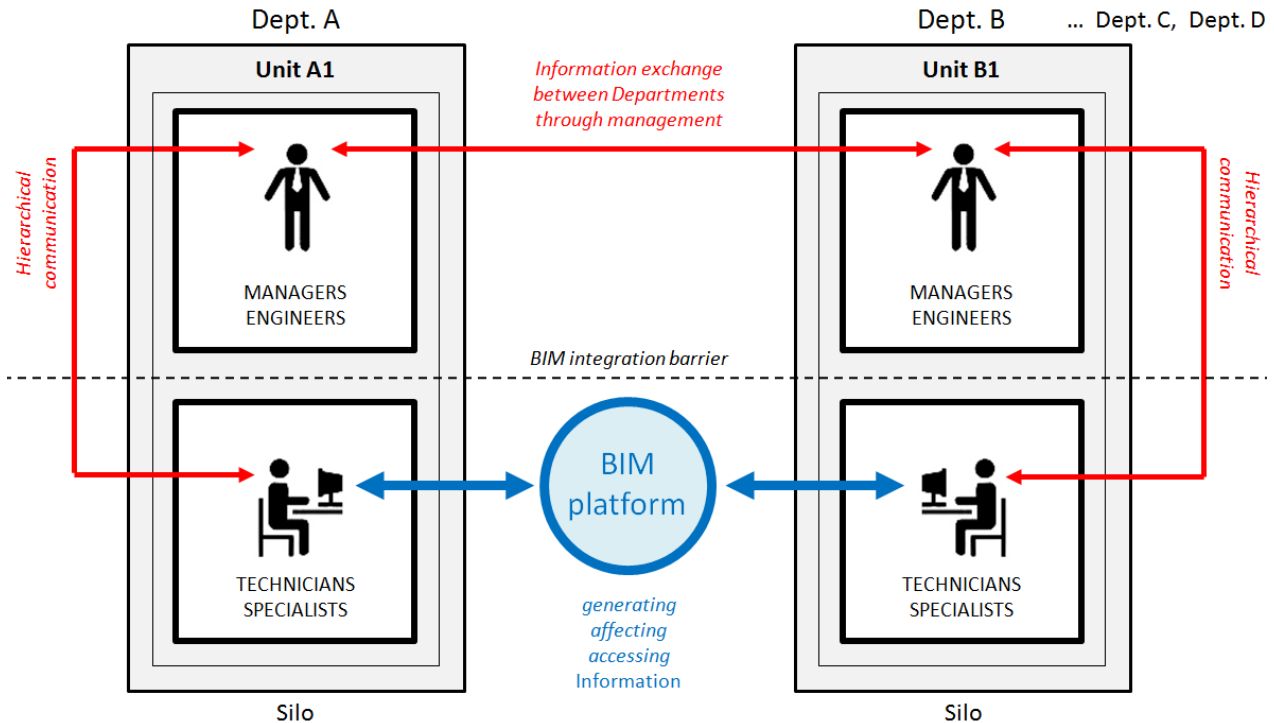 Dept. A
Dept. B
... Dept. C, Dept. D
Unit A1
Information exchange
between Departments
through management
Unit B1
Hierarchical
communication
MANAGERS
ENGINEERS
MANAGERS
ENGINEERS
Hierarchical
communication
BIM integration barrier
BIM
platform
TECHNICIANS
SPECIALISTS
TECHNICIANS
SPECIALISTS
generating
affecting
accessing
Information
Silo
Silo